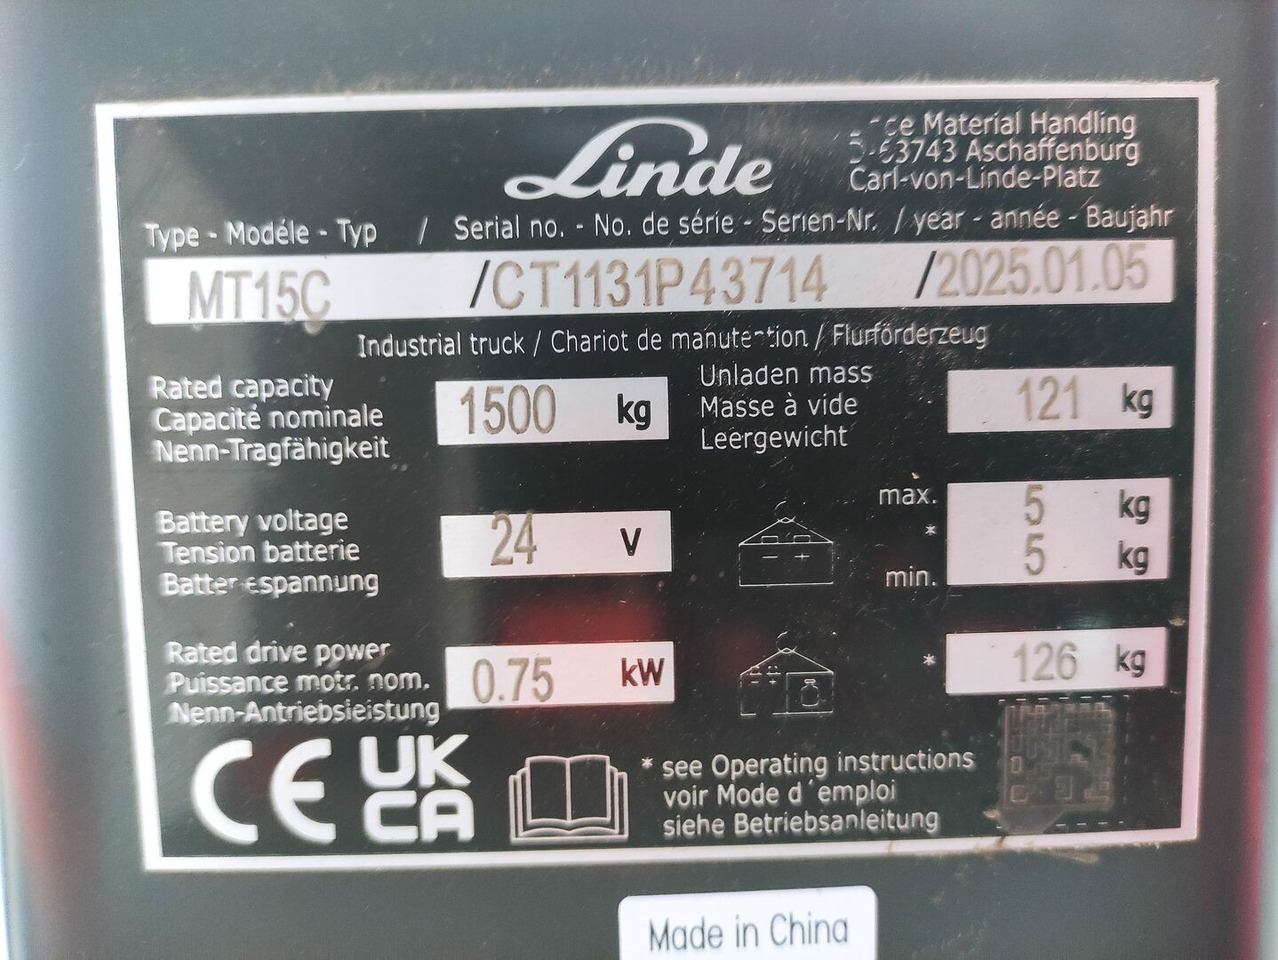 Linde
Material Handling
63743 Aschaffenburg
Carl-von-Linde-Platz
Type - Modéle - Typ / Serial no. - No. de série - Serien-Nr. / year - année - Baujahr
MT15C /CT1131P43714 /2025.01.05
Industrial truck / Chariot de manutention / Flurförderzeug
Rated capacity
Capacité nominale
Nenn-Tragfähigkeit
1500 kg
Unladen mass
Masse à vide
Leergewicht
121 kg
Battery voltage
Tension batterie
Batteriespannung
24 V
max. 5 kg
*
min. 5 kg
Rated drive power
Puissance motr. nom.
Nenn-Antriebsleistung
0.75 kW
* 126 kg
CE UK
CA
* see Operating instructions
voir Mode d´emploi
siehe Betriebsanleitung
Made in China